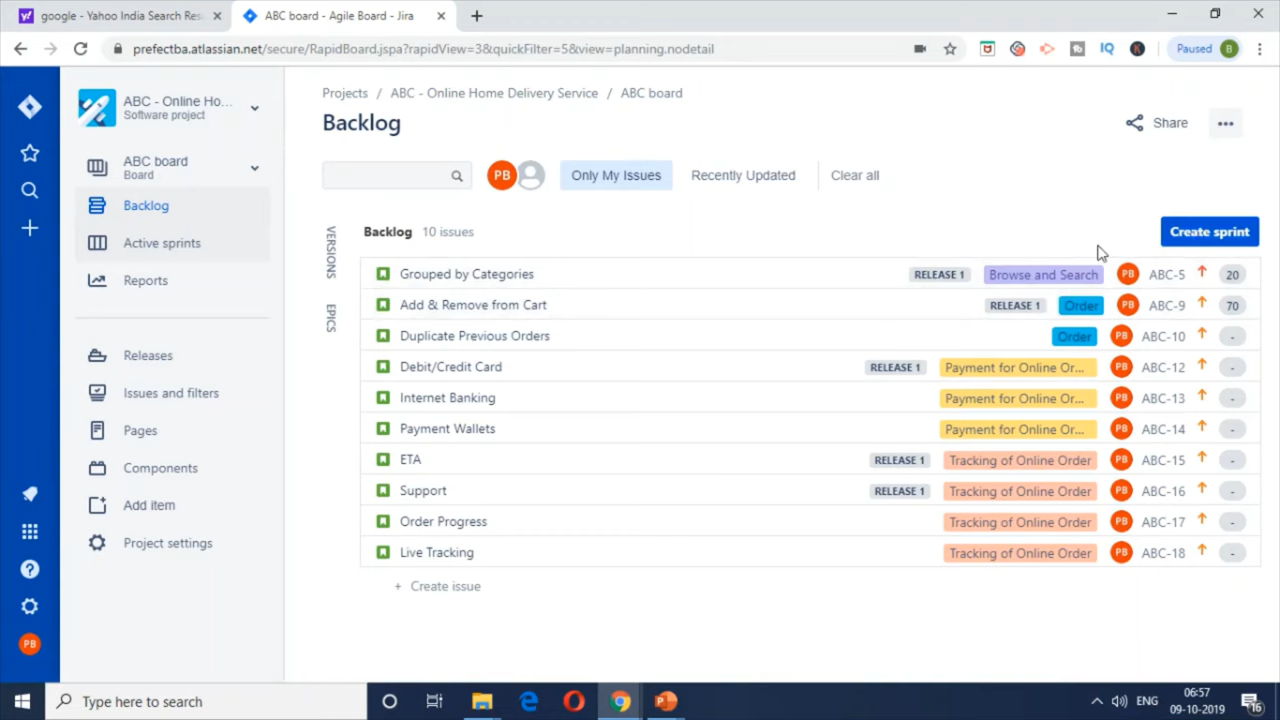 google - Yahoo India Search Res
ABC board - Agile Board - Jira
prefectba.atlassian.net/secure/RapidBoard.jspa?rapidView=3&quickFilter=5&view=planning.nodetail
IQ
K
Paused B
ABC - Online Ho...
Software project
ABC board
Board
Backlog
Active sprints
Reports
Releases
Issues and filters
Pages
Components
Add item
Project settings
PB
Projects / ABC - Online Home Delivery Service / ABC board
Backlog
Share
PB
Only My Issues
Recently Updated
Clear all
VERSIONS
EPICS
Backlog 10 issues
Create sprint
Grouped by Categories RELEASE 1 Browse and Search PB ABC-5 20
Add & Remove from Cart RELEASE 1 Order PB ABC-9 70
Duplicate Previous Orders Order PB ABC-10 -
Debit/Credit Card RELEASE 1 Payment for Online Or... PB ABC-12 -
Internet Banking Payment for Online Or... PB ABC-13 -
Payment Wallets Payment for Online Or... PB ABC-14 -
ETA RELEASE 1 Tracking of Online Order PB ABC-15 -
Support RELEASE 1 Tracking of Online Order PB ABC-16 -
Order Progress Tracking of Online Order PB ABC-17 -
Live Tracking Tracking of Online Order PB ABC-18 -
+ Create issue
Type here to search
ENG
06:57
09-10-2019
16